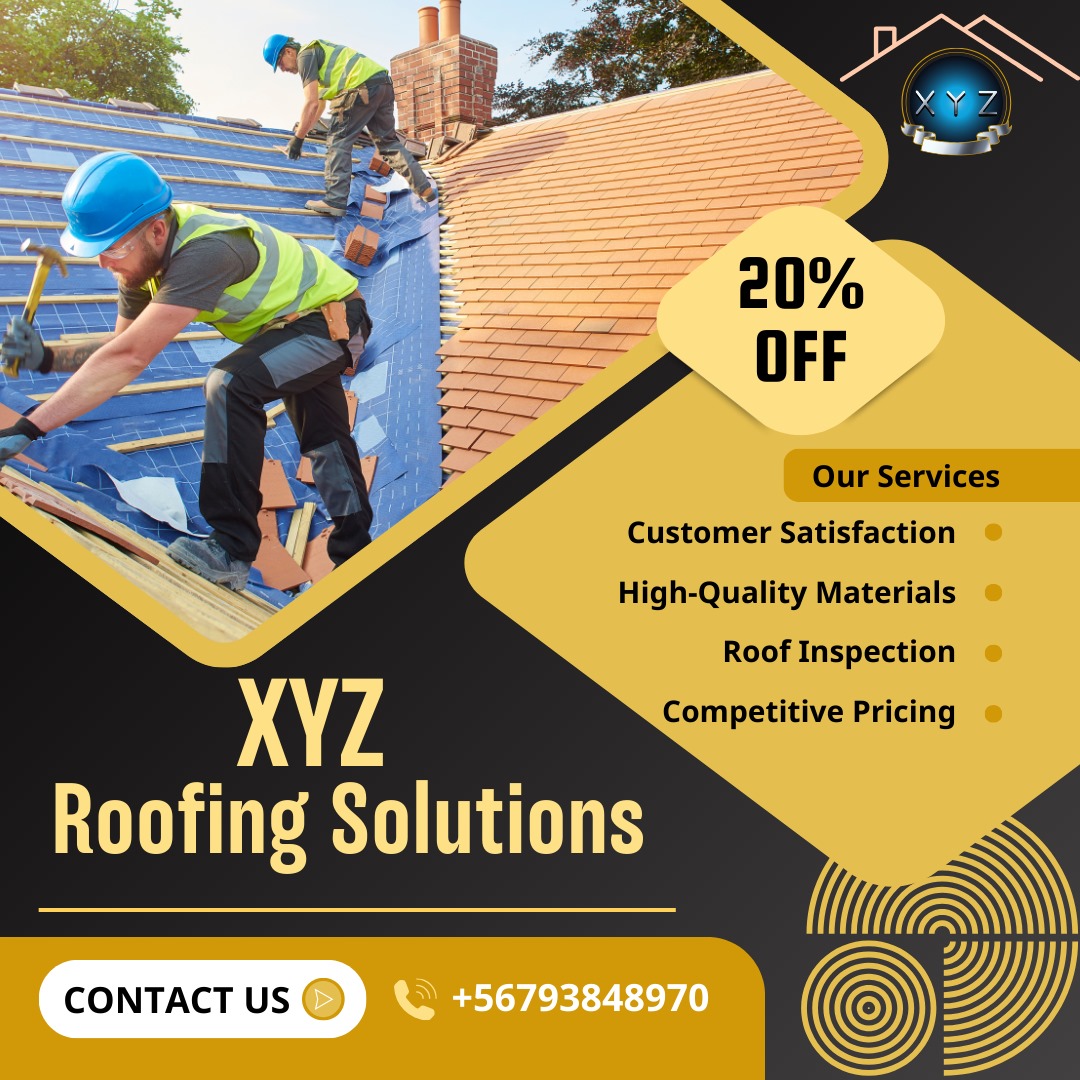 XYZ
20%
OFF
Our Services
Customer Satisfaction
High-Quality Materials
Roof Inspection
Competitive Pricing
XYZ
Roofing Solutions
CONTACT US
+56793848970